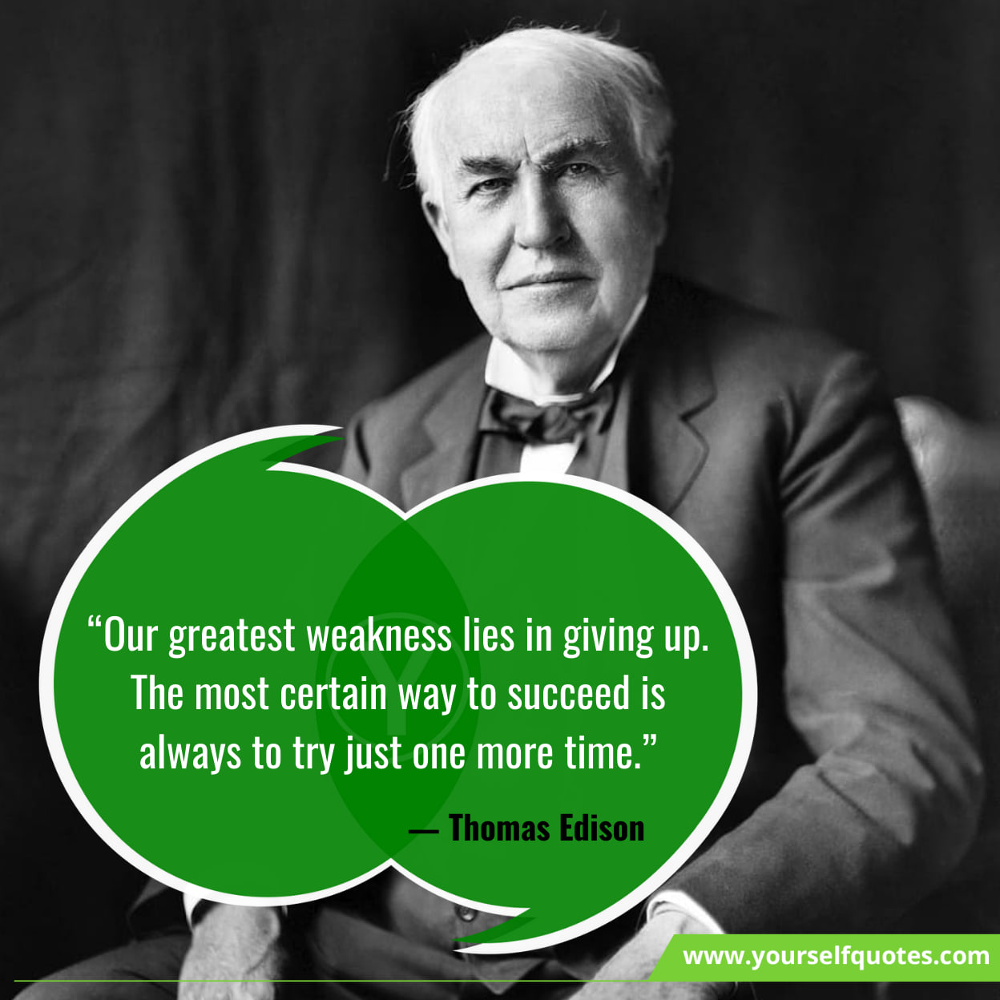 “Our greatest weakness lies in giving up.
The most certain way to succeed is
always to try just one more time.”
— Thomas Edison
www.yourselfquotes.com
Y